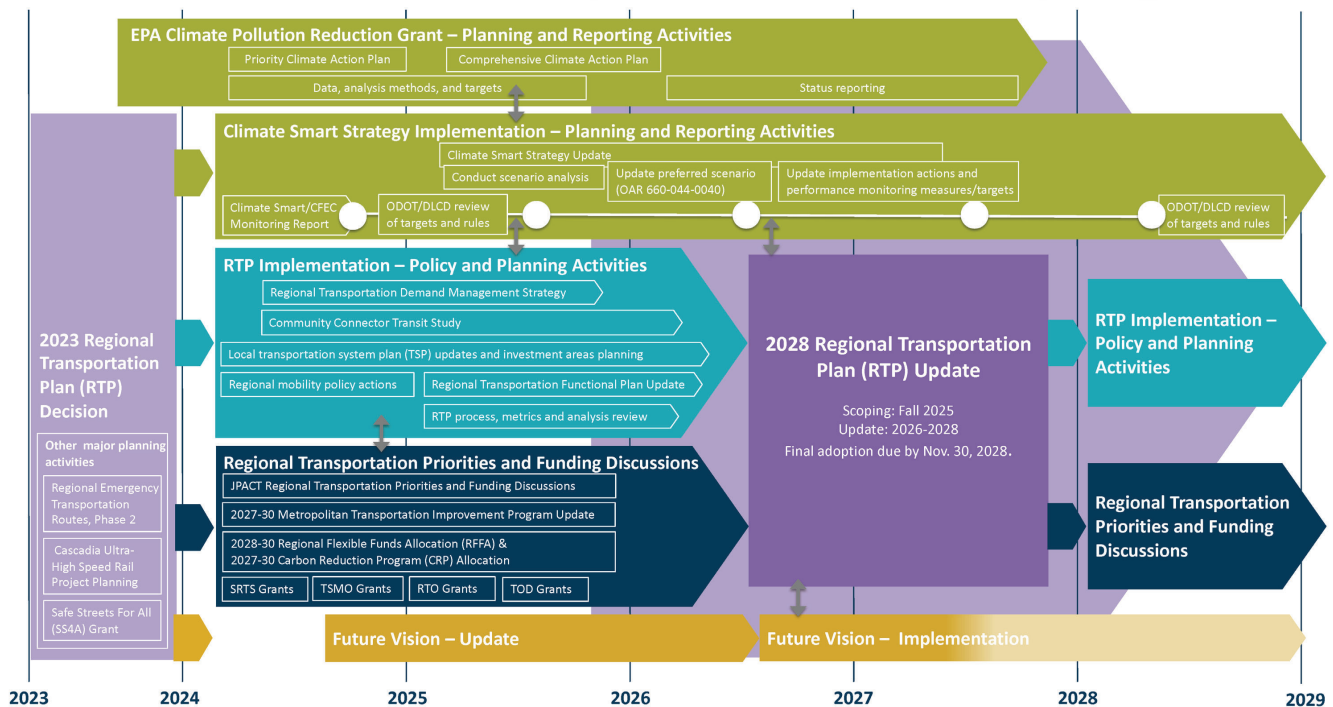 EPA Climate Pollution Reduction Grant – Planning and Reporting Activities
Priority Climate Action Plan
Comprehensive Climate Action Plan
Data, analysis methods, and targets
Status reporting
Climate Smart Strategy Implementation – Planning and Reporting Activities
Climate Smart Strategy Update
Conduct scenario analysis
Update preferred scenario
(OAR 660-044-0040)
Update implementation actions and
performance monitoring measures/targets
Climate Smart/CFEC
Monitoring Report
ODOT/DLCD review
of targets and rules
ODOT/DLCD review
of targets and rules
2023 Regional
Transportation
Plan (RTP)
Decision
Other major planning
activities
Regional Emergency
Transportation
Routes, Phase 2
Cascadia Ultra-
High Speed Rail
Project Planning
Safe Streets For All
(SS4A) Grant
RTP Implementation – Policy and Planning Activities
Regional Transportation Demand Management Strategy
Community Connector Transit Study
Local transportation system plan (TSP) updates and investment areas planning
Regional mobility policy actions
Regional Transportation Functional Plan Update
RTP process, metrics and analysis review
Regional Transportation Priorities and Funding Discussions
JPACT Regional Transportation Priorities and Funding Discussions
2027-30 Metropolitan Transportation Improvement Program Update
2028-30 Regional Flexible Funds Allocation (RFFA) &
2027-30 Carbon Reduction Program (CRP) Allocation
SRTS Grants
TSMO Grants
RTO Grants
TOD Grants
2028 Regional Transportation
Plan (RTP) Update
Scoping: Fall 2025
Update: 2026-2028
Final adoption due by Nov. 30, 2028.
RTP Implementation –
Policy and Planning
Activities
Regional Transportation
Priorities and Funding
Discussions
Future Vision – Update
Future Vision – Implementation
2023
2024
2025
2026
2027
2028
2029